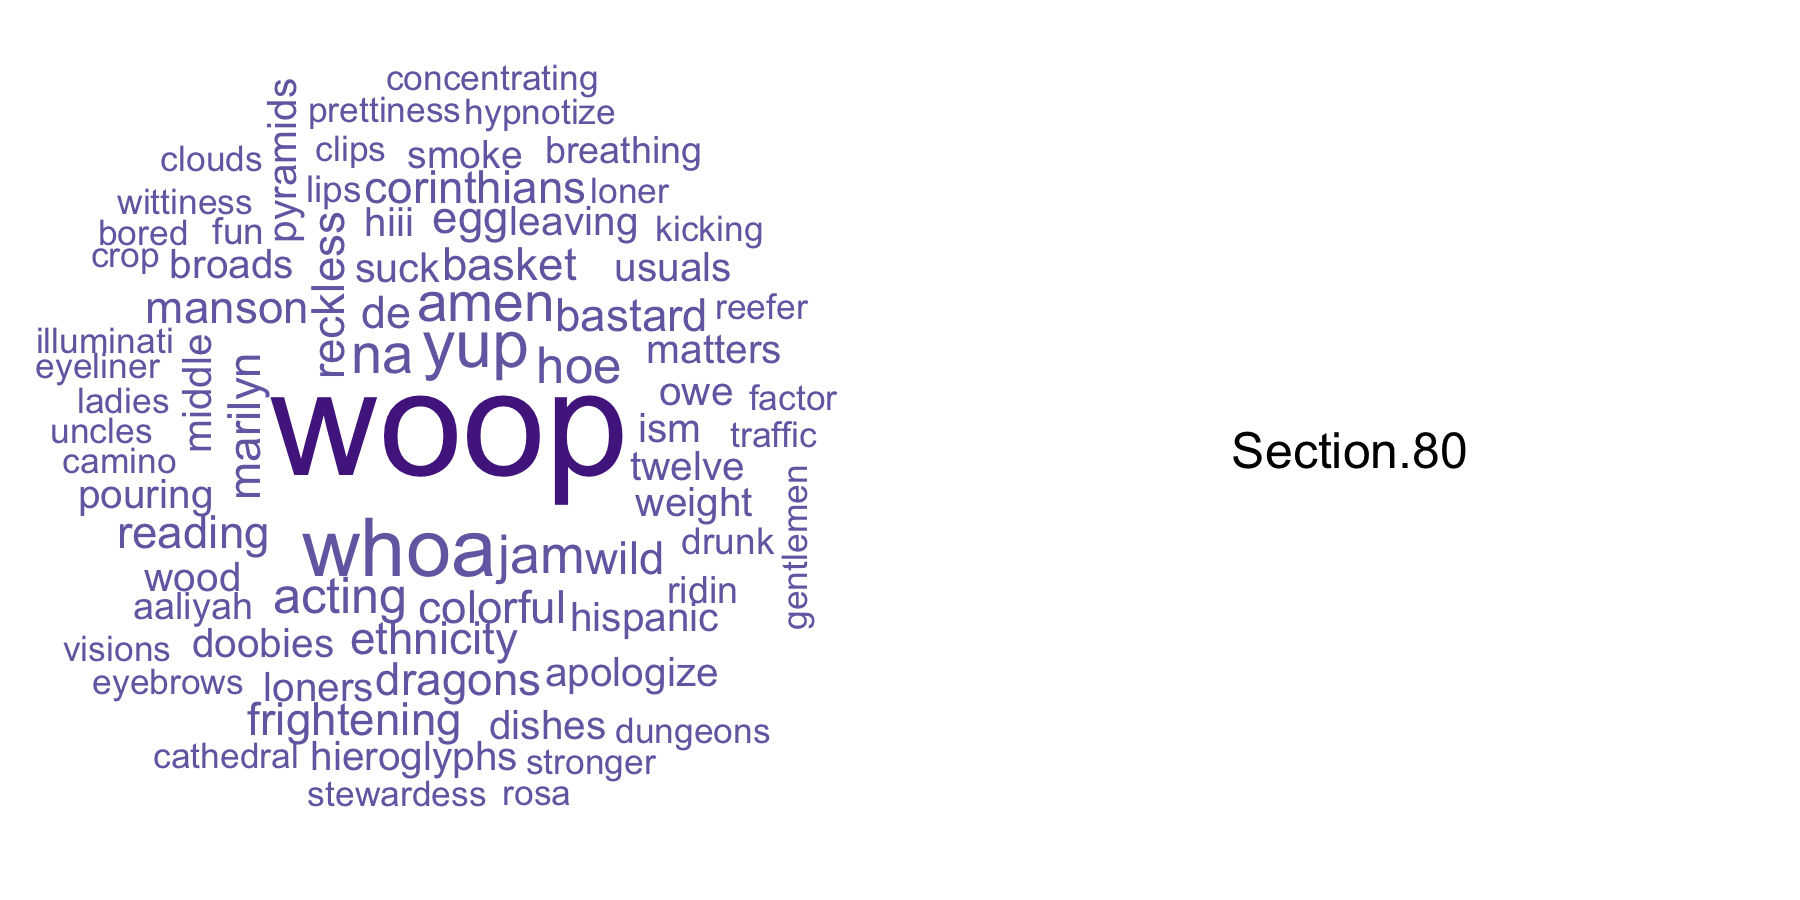 concentrating
prettiness hypnotize
pyramids
clouds clips smoke breathing
wittiness lips corinthians loner
bored fun hiii egg leaving kicking
crop broads reckless suck basket usuals
manson de amen bastard reefer
illuminati middle na yup hoe matters
eyeliner marilyn
ladies owe factor
uncles woop ism traffic
camino twelve
pouring weight gentlemen
reading whoa jam wild drunk
wood acting ridin
aaliyah colorful hispanic
visions doobies ethnicity
eyebrows loners dragons apologize
frightening dishes dungeons
cathedral hieroglyphs stronger
stewardess rosa
Section.80